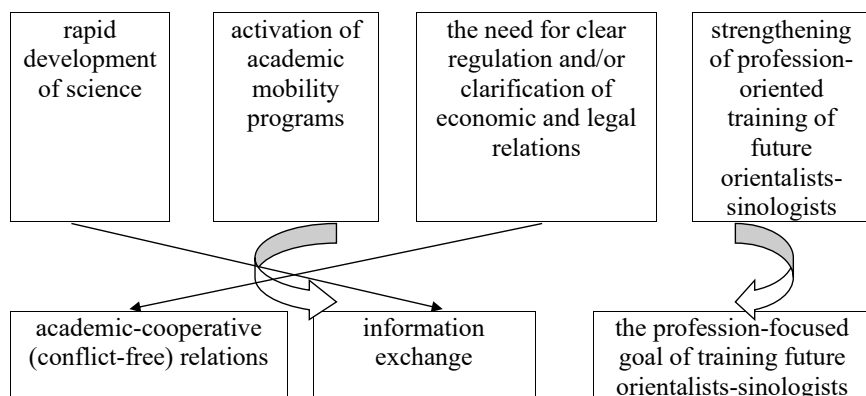 rapid
development
of science
activation of
academic
mobility
programs
the need for clear
regulation and/or
clarification of
economic and legal
relations
strengthening
of profession-
oriented
training of
future
orientalists-
sinologists
academic-cooperative
(conflict-free) relations
information
exchange
the profession-focused
goal of training future
orientalists-sinologists